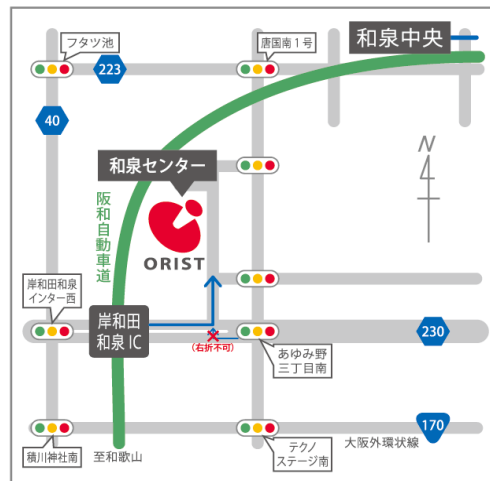 和泉中央
フタツ池
唐国南1号
223
40
和泉センター
N
阪和自動車道
ORIST
岸和田和泉
インター西
岸和田
和泉IC
(右折不可)
230
あゆみ野
三丁目南
170
大阪外環状線
積川神社南
至和歌山
テクノ
ステージ南